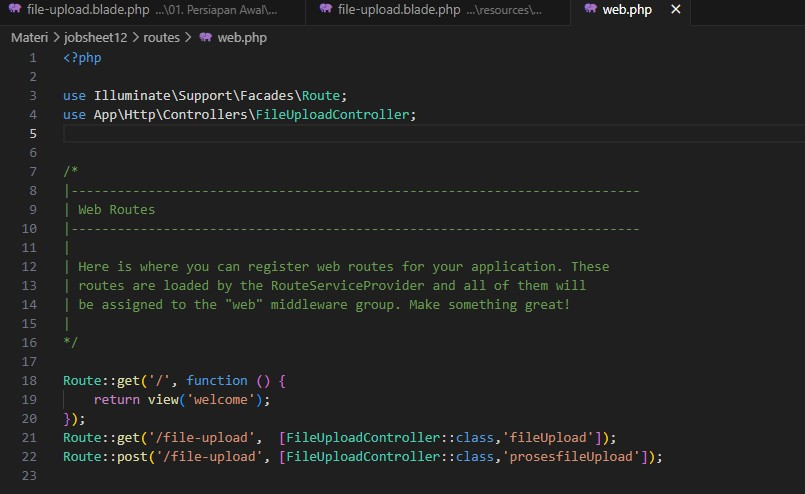 file-upload.blade.php ...\01. Persiapan Awal\... file-upload.blade.php ...\resources\... web.php
Materi > jobsheet12 > routes > web.php
1 <?php
2
3 use Illuminate\Support\Facades\Route;
4 use App\Http\Controllers\FileUploadController;
5
6
7 /*
8 |--------------------------------------------------------------------------
9 | Web Routes
10 |--------------------------------------------------------------------------
11 |
12 | Here is where you can register web routes for your application. These
13 | routes are loaded by the RouteServiceProvider and all of them will
14 | be assigned to the "web" middleware group. Make something great!
15 |
16 */
17
18 Route::get('/', function () {
19     return view('welcome');
20 });
21 Route::get('/file-upload',  [FileUploadController::class,'fileUpload']);
22 Route::post('/file-upload', [FileUploadController::class,'prosesfileUpload']);
23